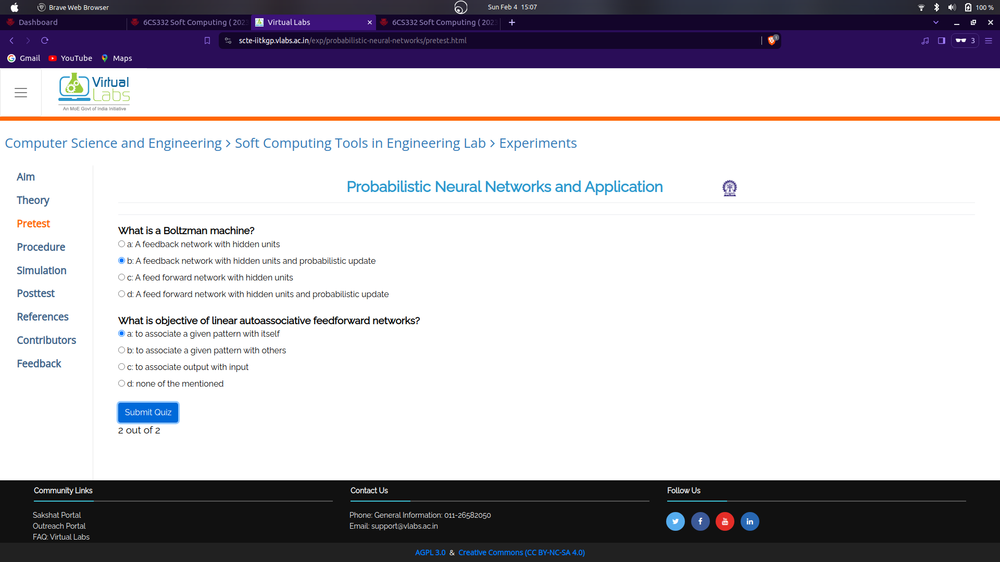 Brave Web Browser
Sun Feb 4 15:07
100 %
Dashboard
6CS332 Soft Computing ( 2023
Virtual Labs
6CS332 Soft Computing ( 2023
scte-iitkgp.vlabs.ac.in/exp/probabilistic-neural-networks/pretest.html
1
3
Gmail
YouTube
Maps
Virtual
Labs
An MoE Govt of India Initiative
Computer Science and Engineering > Soft Computing Tools in Engineering Lab > Experiments
Aim
Theory
Pretest
Procedure
Simulation
Posttest
References
Contributors
Feedback
Probabilistic Neural Networks and Application
What is a Boltzman machine?
a: A feedback network with hidden units
b: A feedback network with hidden units and probabilistic update
c: A feed forward network with hidden units
d: A feed forward network with hidden units and probabilistic update
What is objective of linear autoassociative feedforward networks?
a: to associate a given pattern with itself
b: to associate a given pattern with others
c: to associate output with input
d: none of the mentioned
Submit Quiz
2 out of 2
Community Links
Sakshat Portal
Outreach Portal
FAQ: Virtual Labs
Contact Us
Phone: General Information: 011-26582050
Email: support@vlabs.ac.in
Follow Us
AGPL 3.0 & Creative Commons (CC BY-NC-SA 4.0)